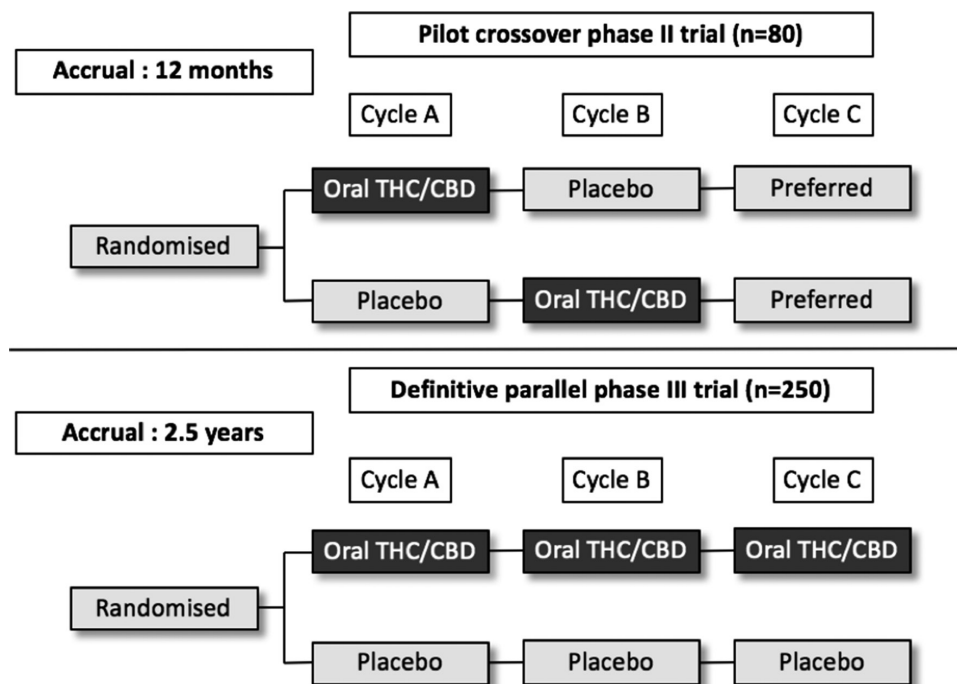 Pilot crossover phase II trial (n=80)
Accrual : 12 months
Cycle A
Cycle B
Cycle C
Oral THC/CBD
Placebo
Preferred
Randomised
Placebo
Oral THC/CBD
Preferred
Definitive parallel phase III trial (n=250)
Accrual : 2.5 years
Cycle A
Cycle B
Cycle C
Oral THC/CBD
Oral THC/CBD
Oral THC/CBD
Randomised
Placebo
Placebo
Placebo